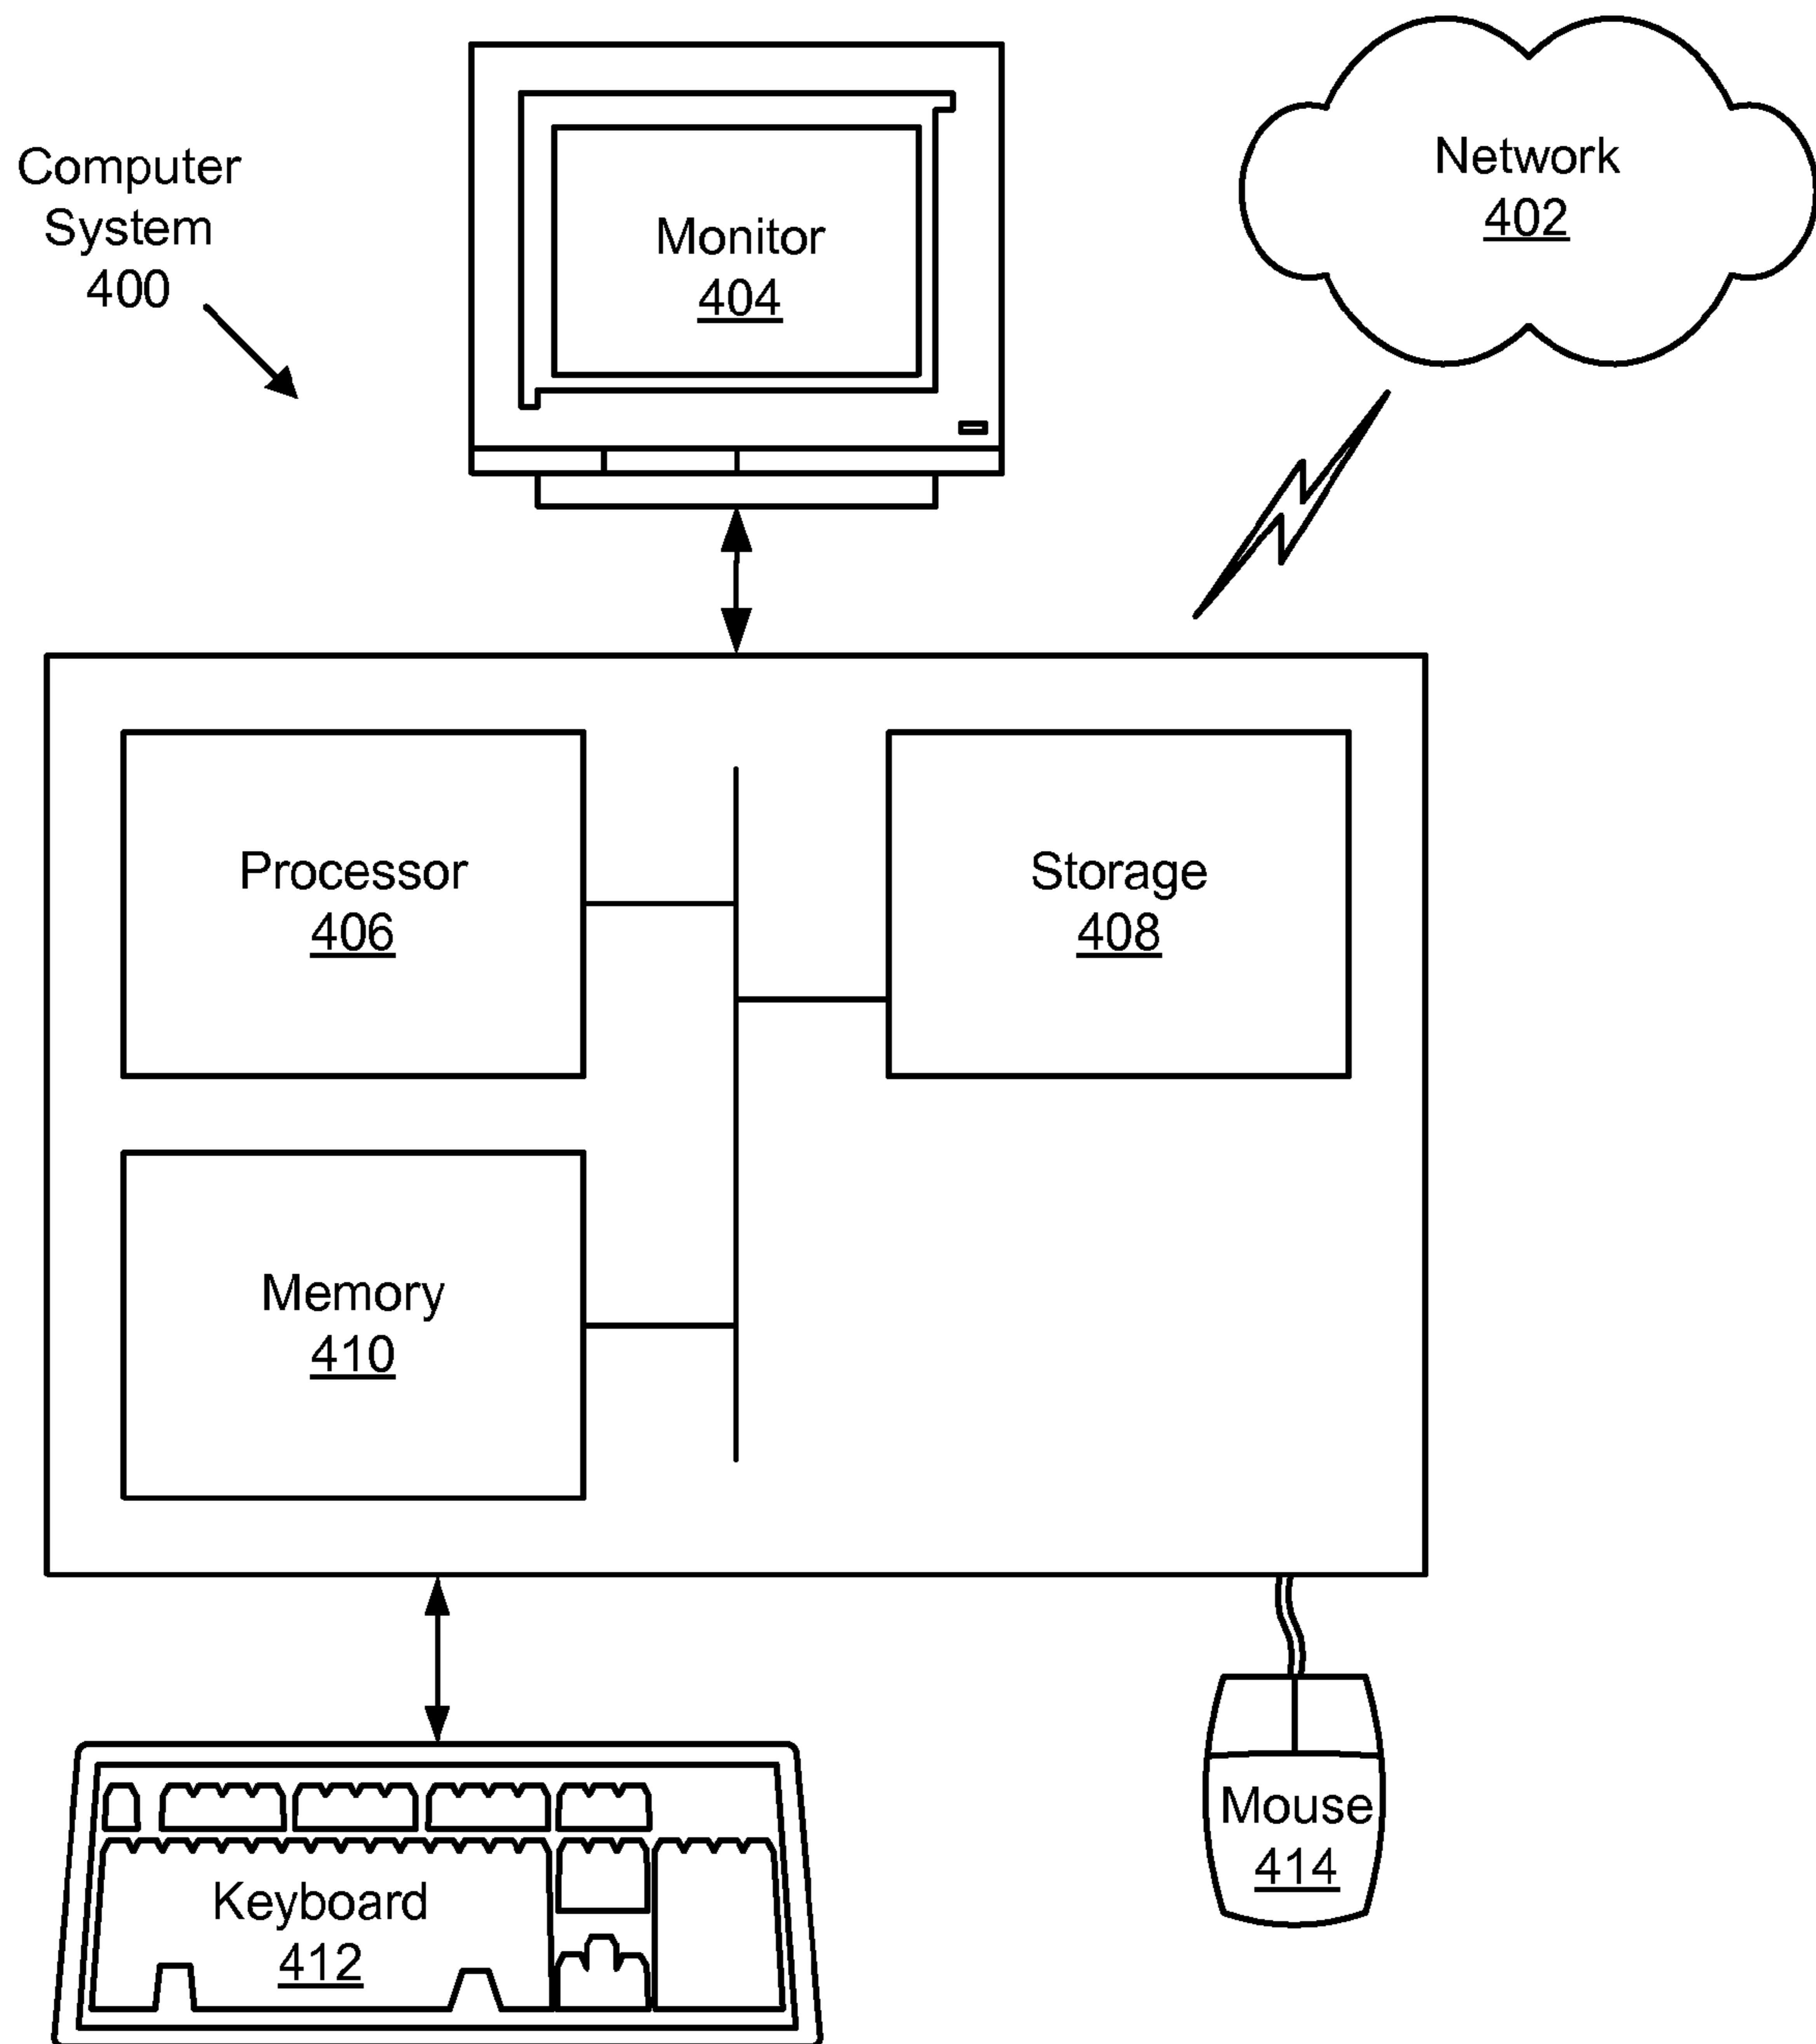 Computer
System
400
Monitor
404
Network
402
Processor
406
Storage
408
Memory
410
Keyboard
412
Mouse
414